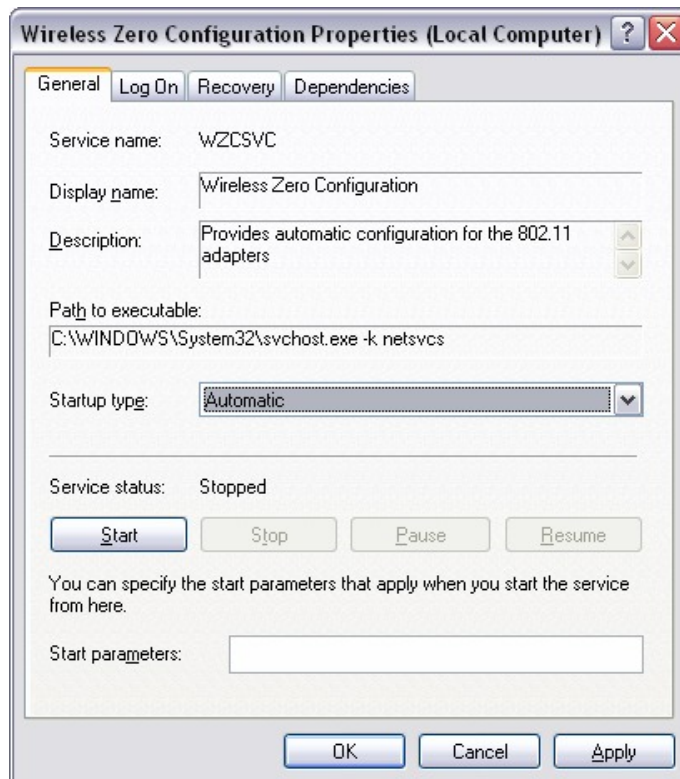 Wireless Zero Configuration Properties (Local Computer)
General Log On Recovery Dependencies
Service name: WZCSVC
Display name: Wireless Zero Configuration
Description: Provides automatic configuration for the 802.11
adapters
Path to executable:
C:\WINDOWS\System32\svchost.exe -k netsvcs
Startup type: Automatic
Service status: Stopped
Start Stop Pause Resume
You can specify the start parameters that apply when you start the service
from here.
Start parameters:
OK Cancel Apply